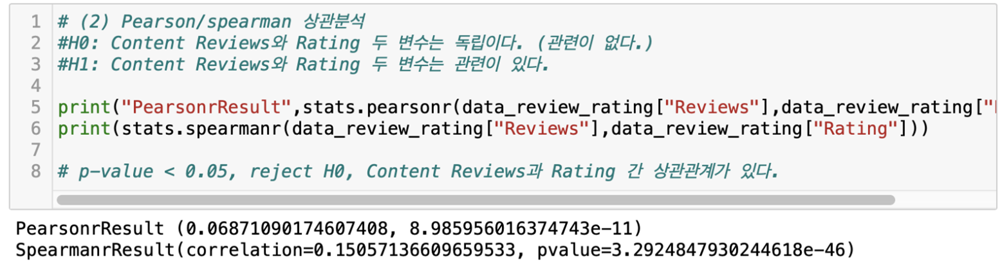 1 # (2) Pearson/spearman 상관분석
2 #H0: Content Reviews와 Rating 두 변수는 독립이다. (관련이 없다.)
3 #H1: Content Reviews와 Rating 두 변수는 관련이 있다.
4
5 print("PearsonrResult",stats.pearsonr(data_review_rating["Reviews"],data_review_rating["
6 print(stats.spearmanr(data_review_rating["Reviews"],data_review_rating["Rating"]))
7
8 # p-value < 0.05, reject H0, Content Reviews과 Rating 간 상관관계가 있다.
PearsonrResult (0.06871090174607408, 8.985956016374743e-11)
SpearmanrResult(correlation=0.15057136609659533, pvalue=3.2924847930244618e-46)